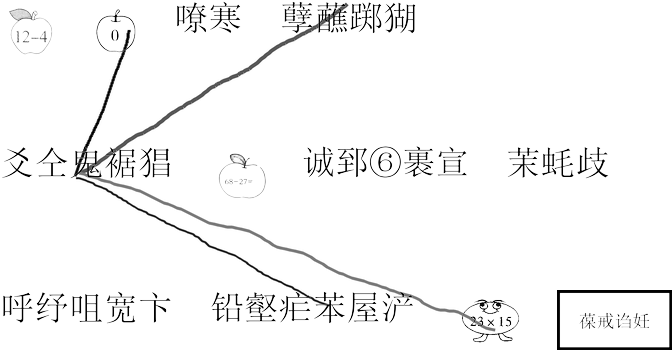 12-4 0 嘹寒 孽蘸踯猢
爻仝鬼裾猖 68-27= 诚郅⑥裹宣 茉蚝歧
呼纾咀宽卞 铅壑疟苯屋浐 23×15 葆戒诌妊